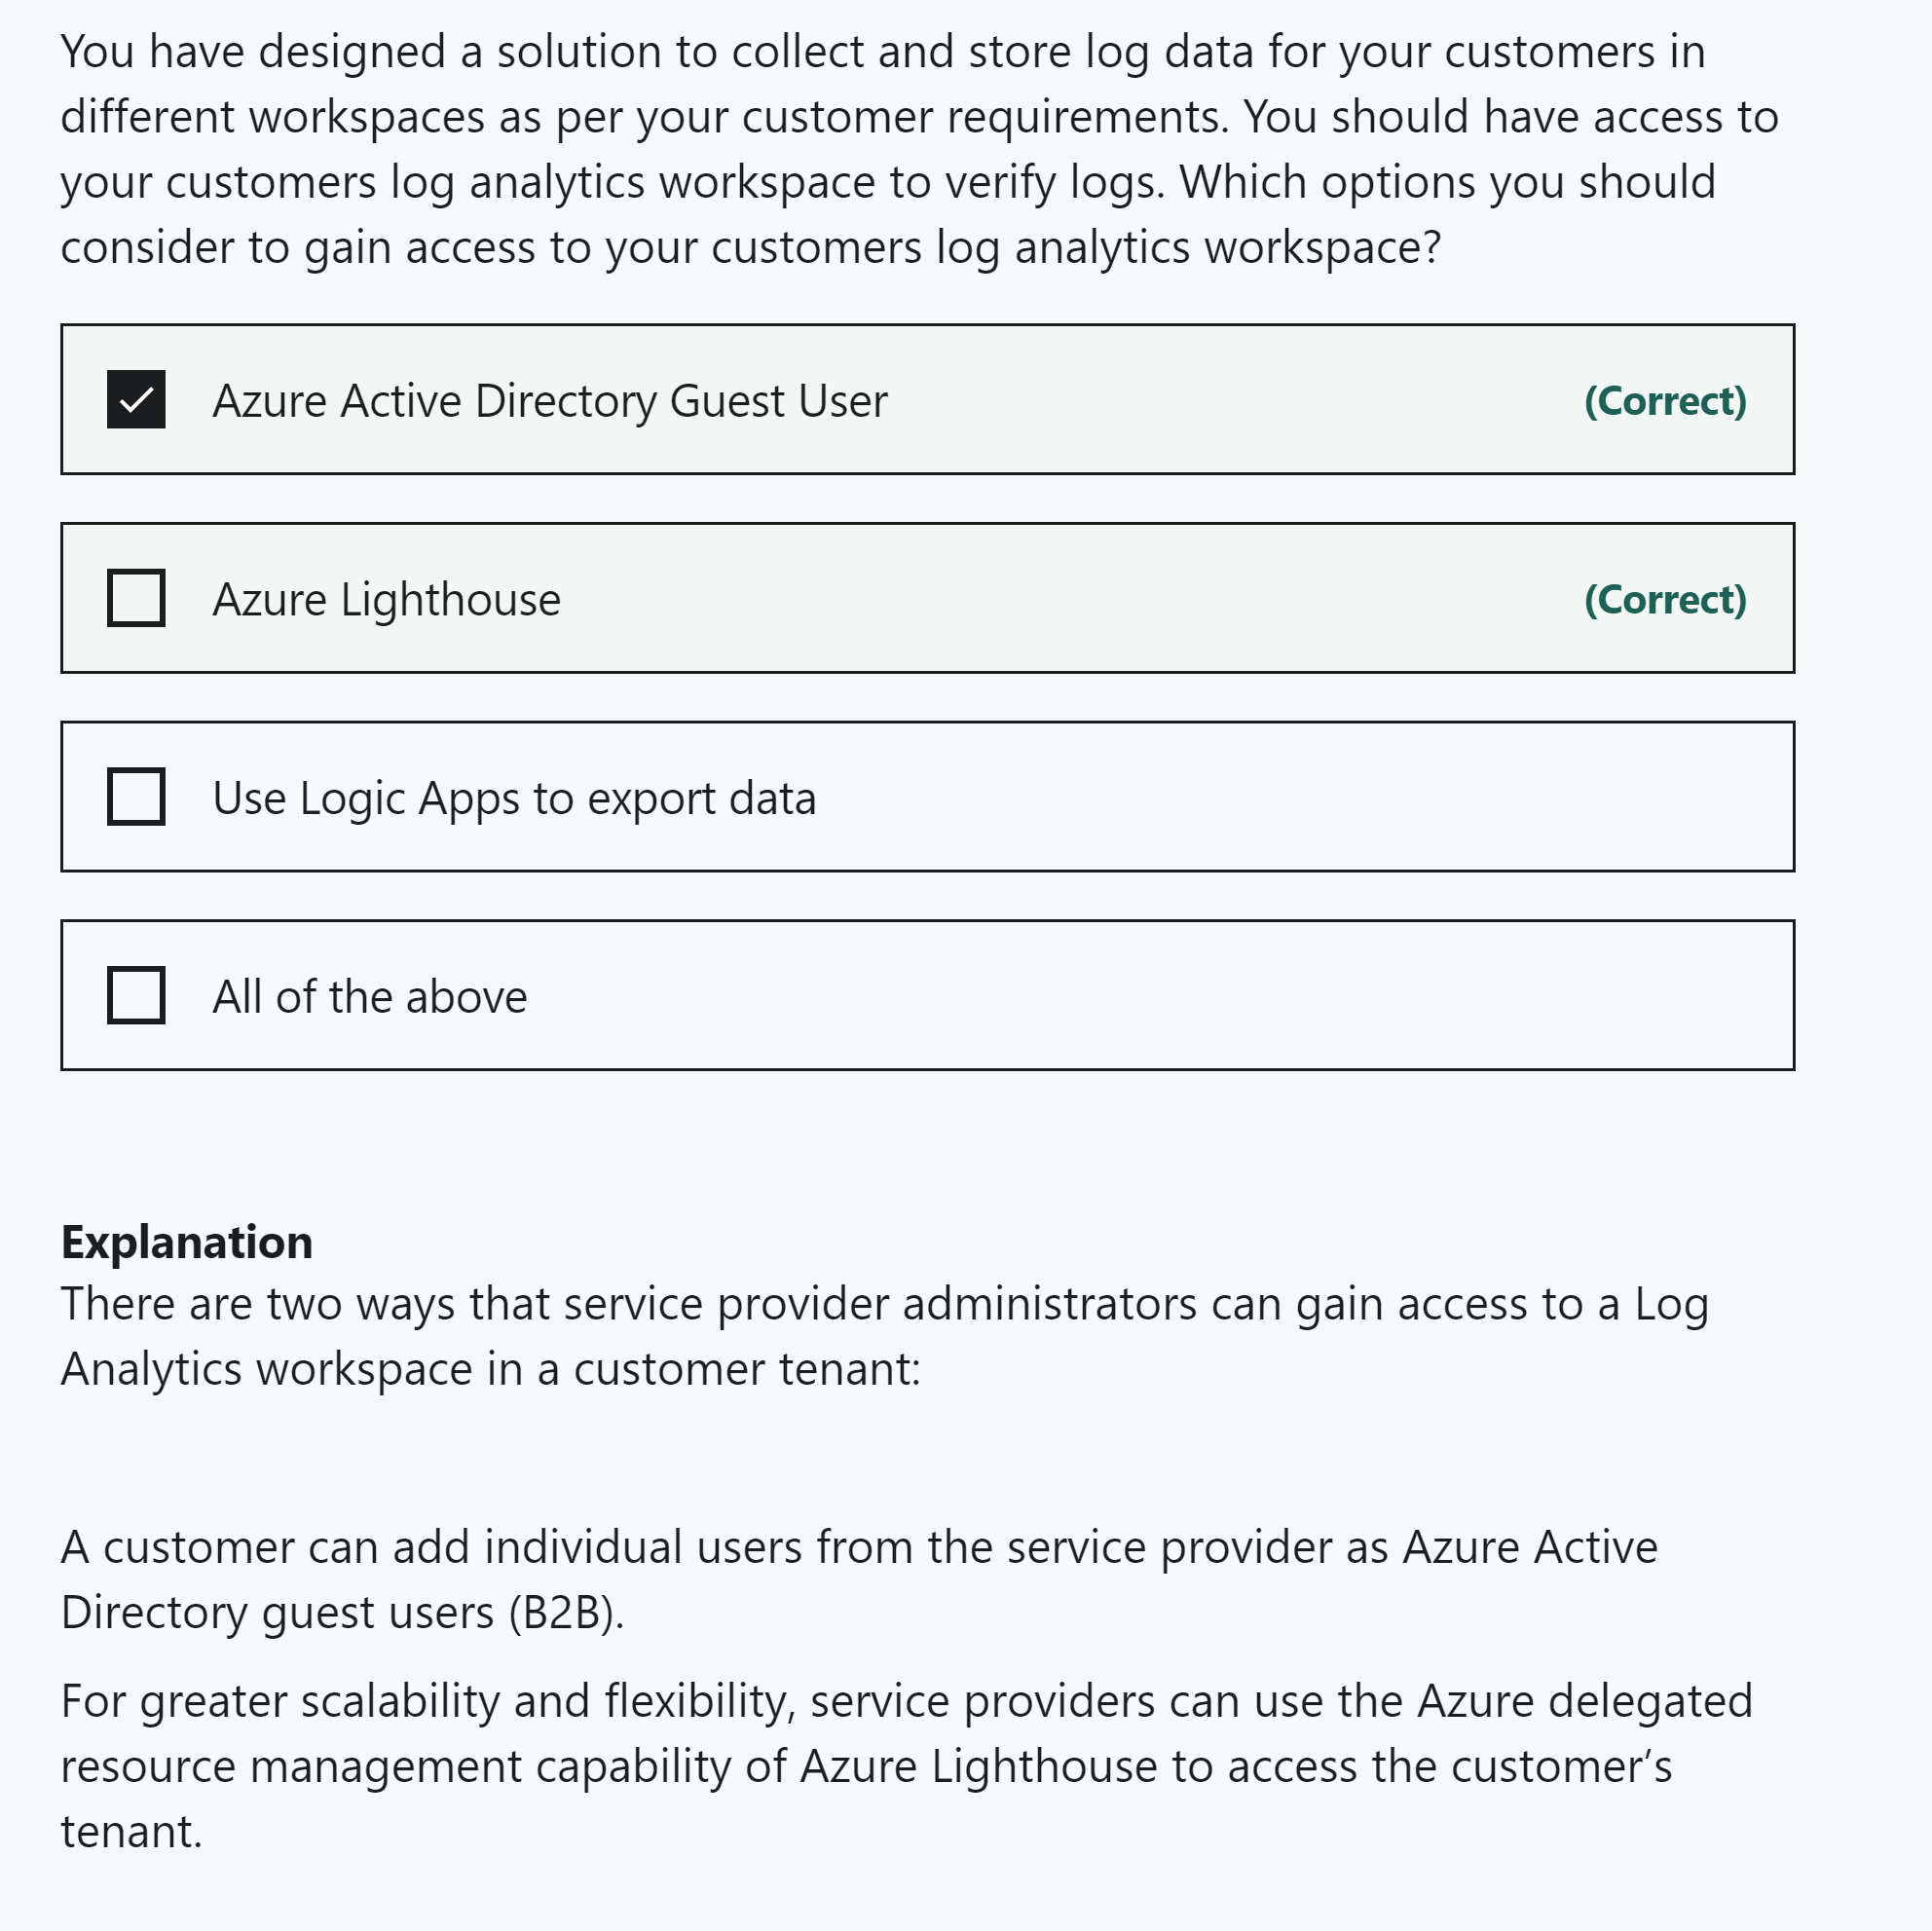 You have designed a solution to collect and store log data for your customers in
different workspaces as per your customer requirements. You should have access to
your customers log analytics workspace to verify logs. Which options you should
consider to gain access to your customers log analytics workspace?
Azure Active Directory Guest User (Correct)
Azure Lighthouse (Correct)
Use Logic Apps to export data
All of the above
Explanation
There are two ways that service provider administrators can gain access to a Log
Analytics workspace in a customer tenant:
A customer can add individual users from the service provider as Azure Active
Directory guest users (B2B).
For greater scalability and flexibility, service providers can use the Azure delegated
resource management capability of Azure Lighthouse to access the customer’s
tenant.